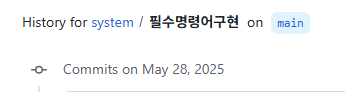 History for system / 필수명령어구현 on main
Commits on May 28, 2025